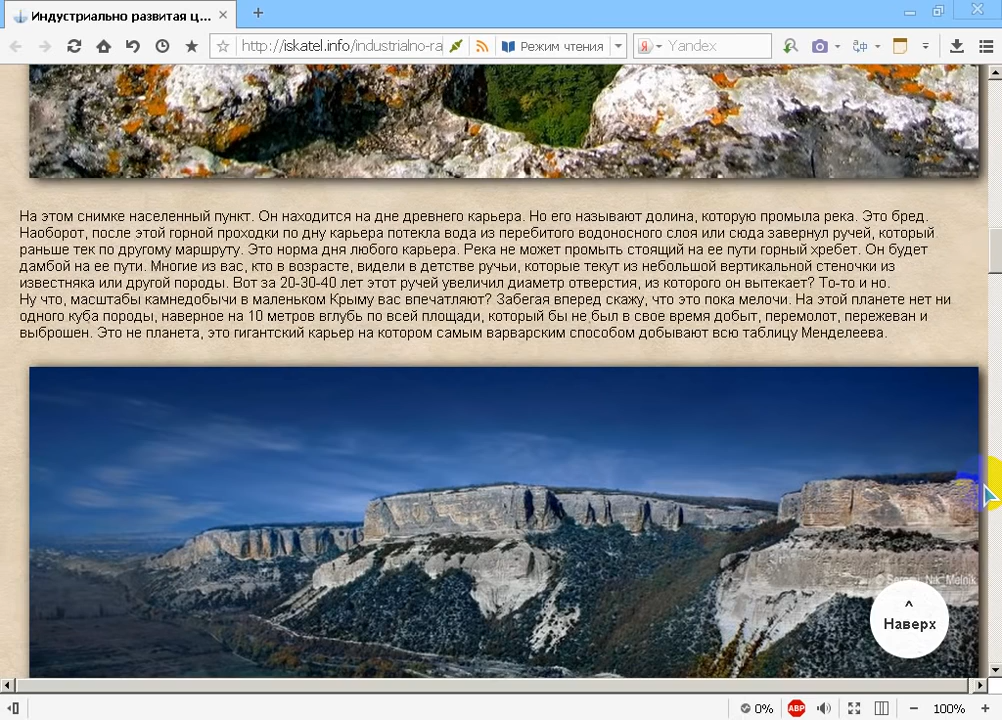 Индустриально развитая ц...
http://iskatel.info/industrialno-ra
Режим чтения
Я
Yandex
На этом снимке населенный пункт. Он находится на дне древнего карьера. Но его называют долина, которую промыла река. Это бред.
Наоборот, после этой горной проходки по дну карьера потекла вода из перебитого водоносного слоя или сюда завернул ручей, который
раньше тек по другому маршруту. Это норма дня любого карьера. Река не может промыть стоящий на ее пути горный хребет. Он будет
дамбой на ее пути. Многие из вас, кто в возрасте, видели в детстве ручьи, которые текут из небольшой вертикальной стеночки из
известняка или другой породы. Вот за 20-30-40 лет этот ручей увеличил диаметр отверстия, из которого он вытекает? То-то и но.
Ну что, масштабы камнедобычи в маленьком Крыму вас впечатляют? Забегая вперед скажу, что это пока мелочи. На этой планете нет ни
одного куба породы, наверное на 10 метров вглубь по всей площади, который бы не был в свое время добыт, перемолот, пережеван и
выброшен. Это не планета, это гигантский карьер на котором самым варварским способом добывают всю таблицу Менделеева.
© Sergey Nik. Melnik
^
Наверх
0%
ABP
100%